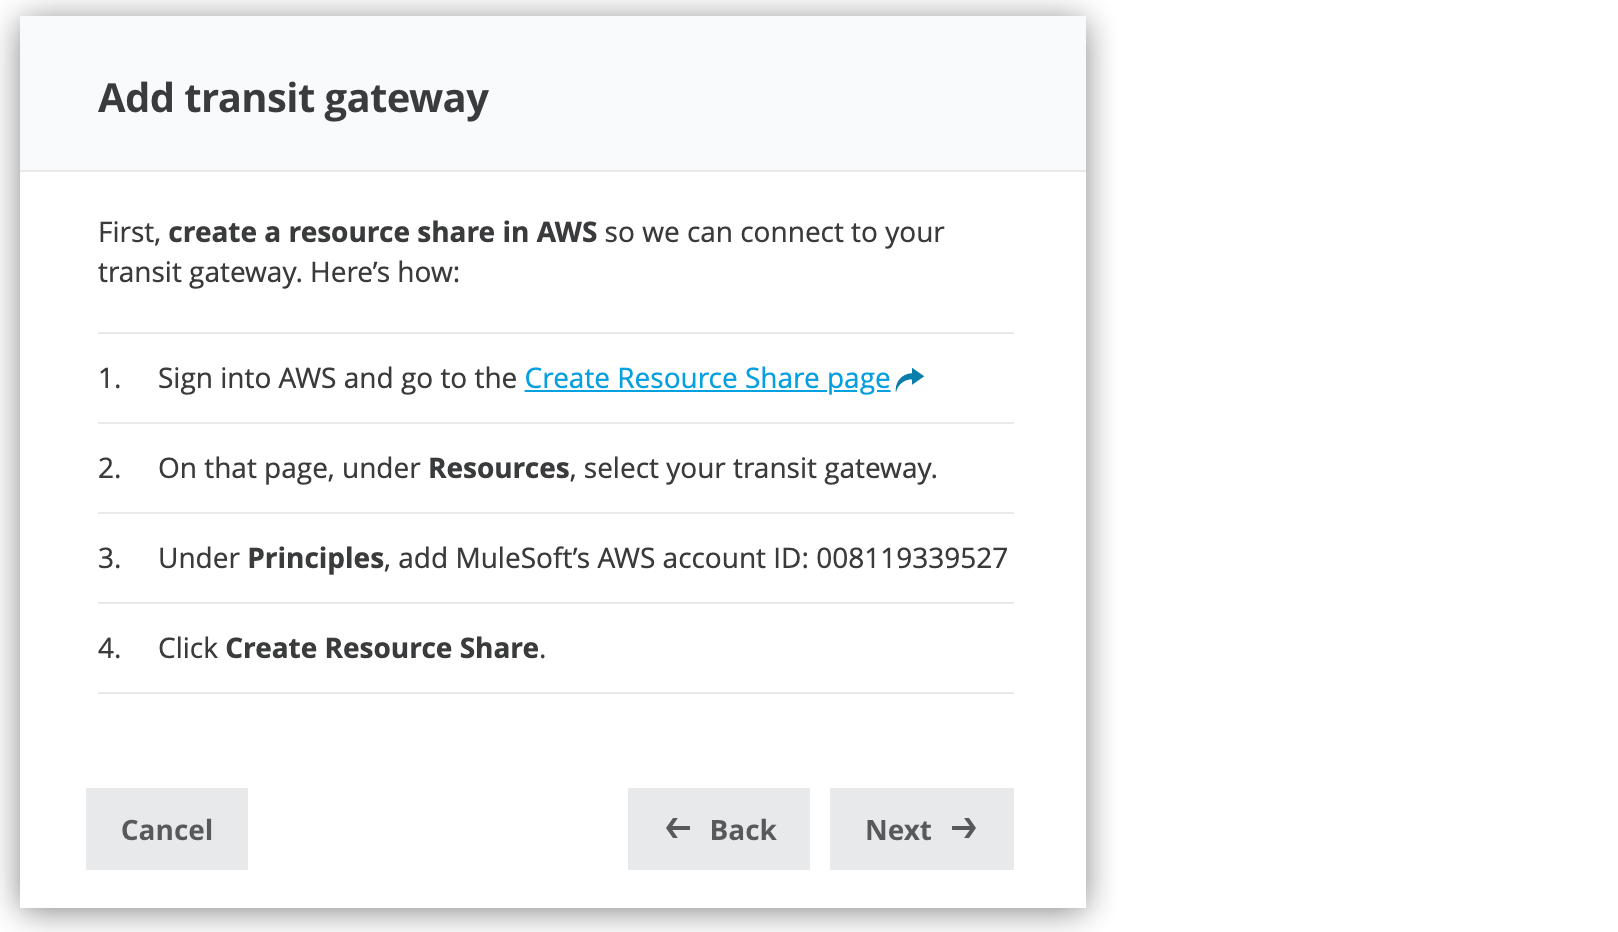 Add transit gateway
First, create a resource share in AWS so we can connect to your
transit gateway. Here’s how:
1. Sign into AWS and go to the Create Resource Share page
2. On that page, under Resources, select your transit gateway.
3. Under Principles, add MuleSoft’s AWS account ID: 008119339527
4. Click Create Resource Share.
Cancel
Back
Next